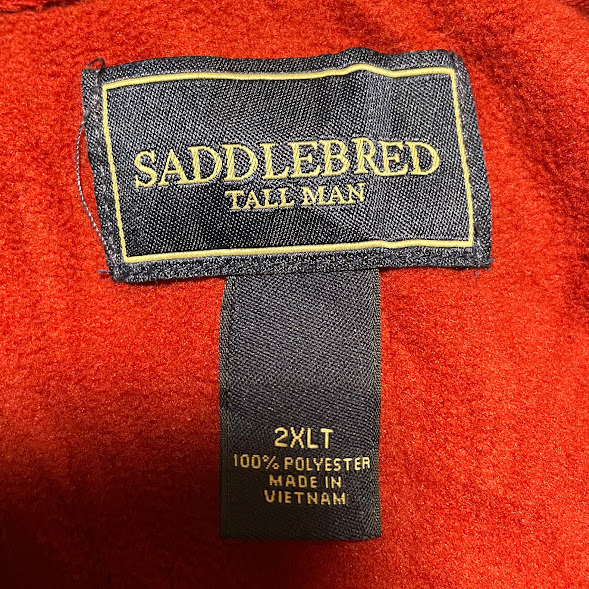 SADDLEBRED
TALL MAN
2XLT
100% POLYESTER
MADE IN
VIETNAM